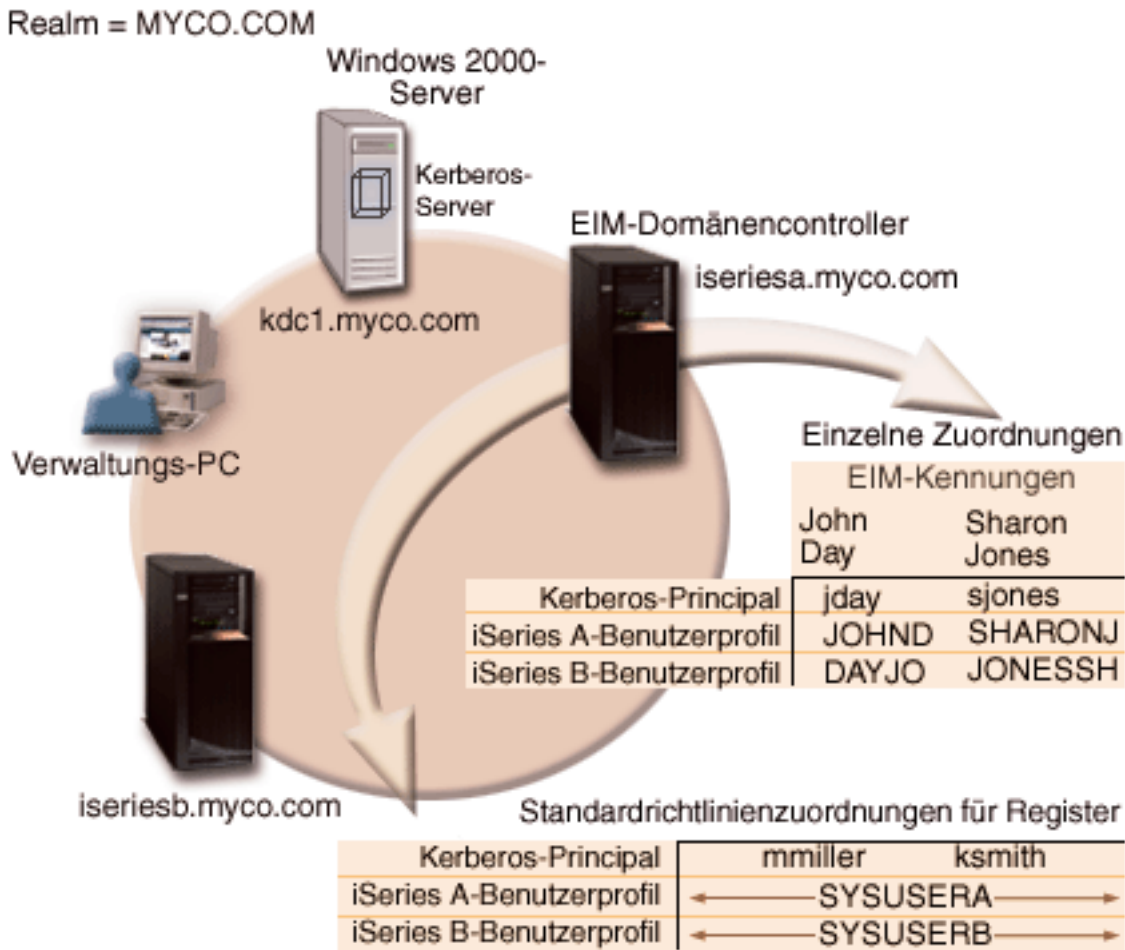 Realm = MYCO.COM
Windows 2000-
Server
Kerberos-
Server
kdc1.myco.com
EIM-Domänencontroller
iseriesa.myco.com
Verwaltungs-PC
Einzelne Zuordnungen
EIM-Kennungen
John Sharon
Day Jones
Kerberos-Principal jday sjones
iSeries A-Benutzerprofil JOHND SHARONJ
iSeries B-Benutzerprofil DAYJO JONESSH
iseriesb.myco.com
Standardrichtlinienzuordnungen für Register
Kerberos-Principal mmiller ksmith
iSeries A-Benutzerprofil SYSUSERA
iSeries B-Benutzerprofil SYSUSERB